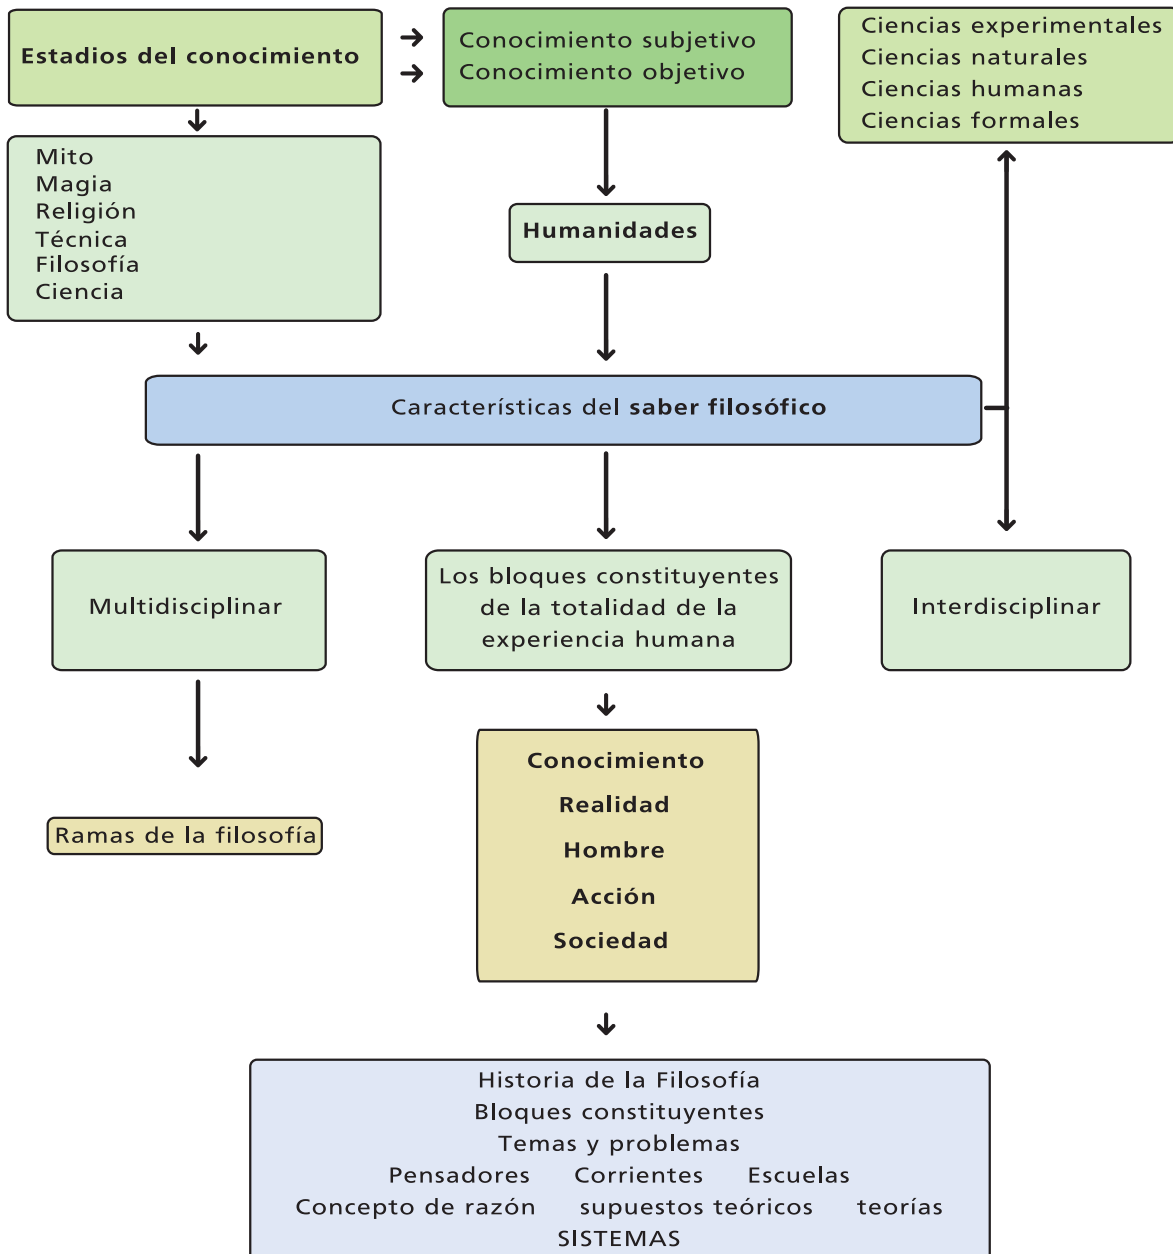 Estadios del conocimiento
Conocimiento subjetivo
Conocimiento objetivo
Ciencias experimentales
Ciencias naturales
Ciencias humanas
Ciencias formales
Mito
Magia
Religión
Técnica
Filosofía
Ciencia
Humanidades
Características del saber filosófico
Multidisciplinar
Los bloques constituyentes
de la totalidad de la
experiencia humana
Interdisciplinar
Ramas de la filosofía
Conocimiento
Realidad
Hombre
Acción
Sociedad
Historia de la Filosofía
Bloques constituyentes
Temas y problemas
Pensadores Corrientes Escuelas
Concepto de razón supuestos teóricos teorías
SISTEMAS